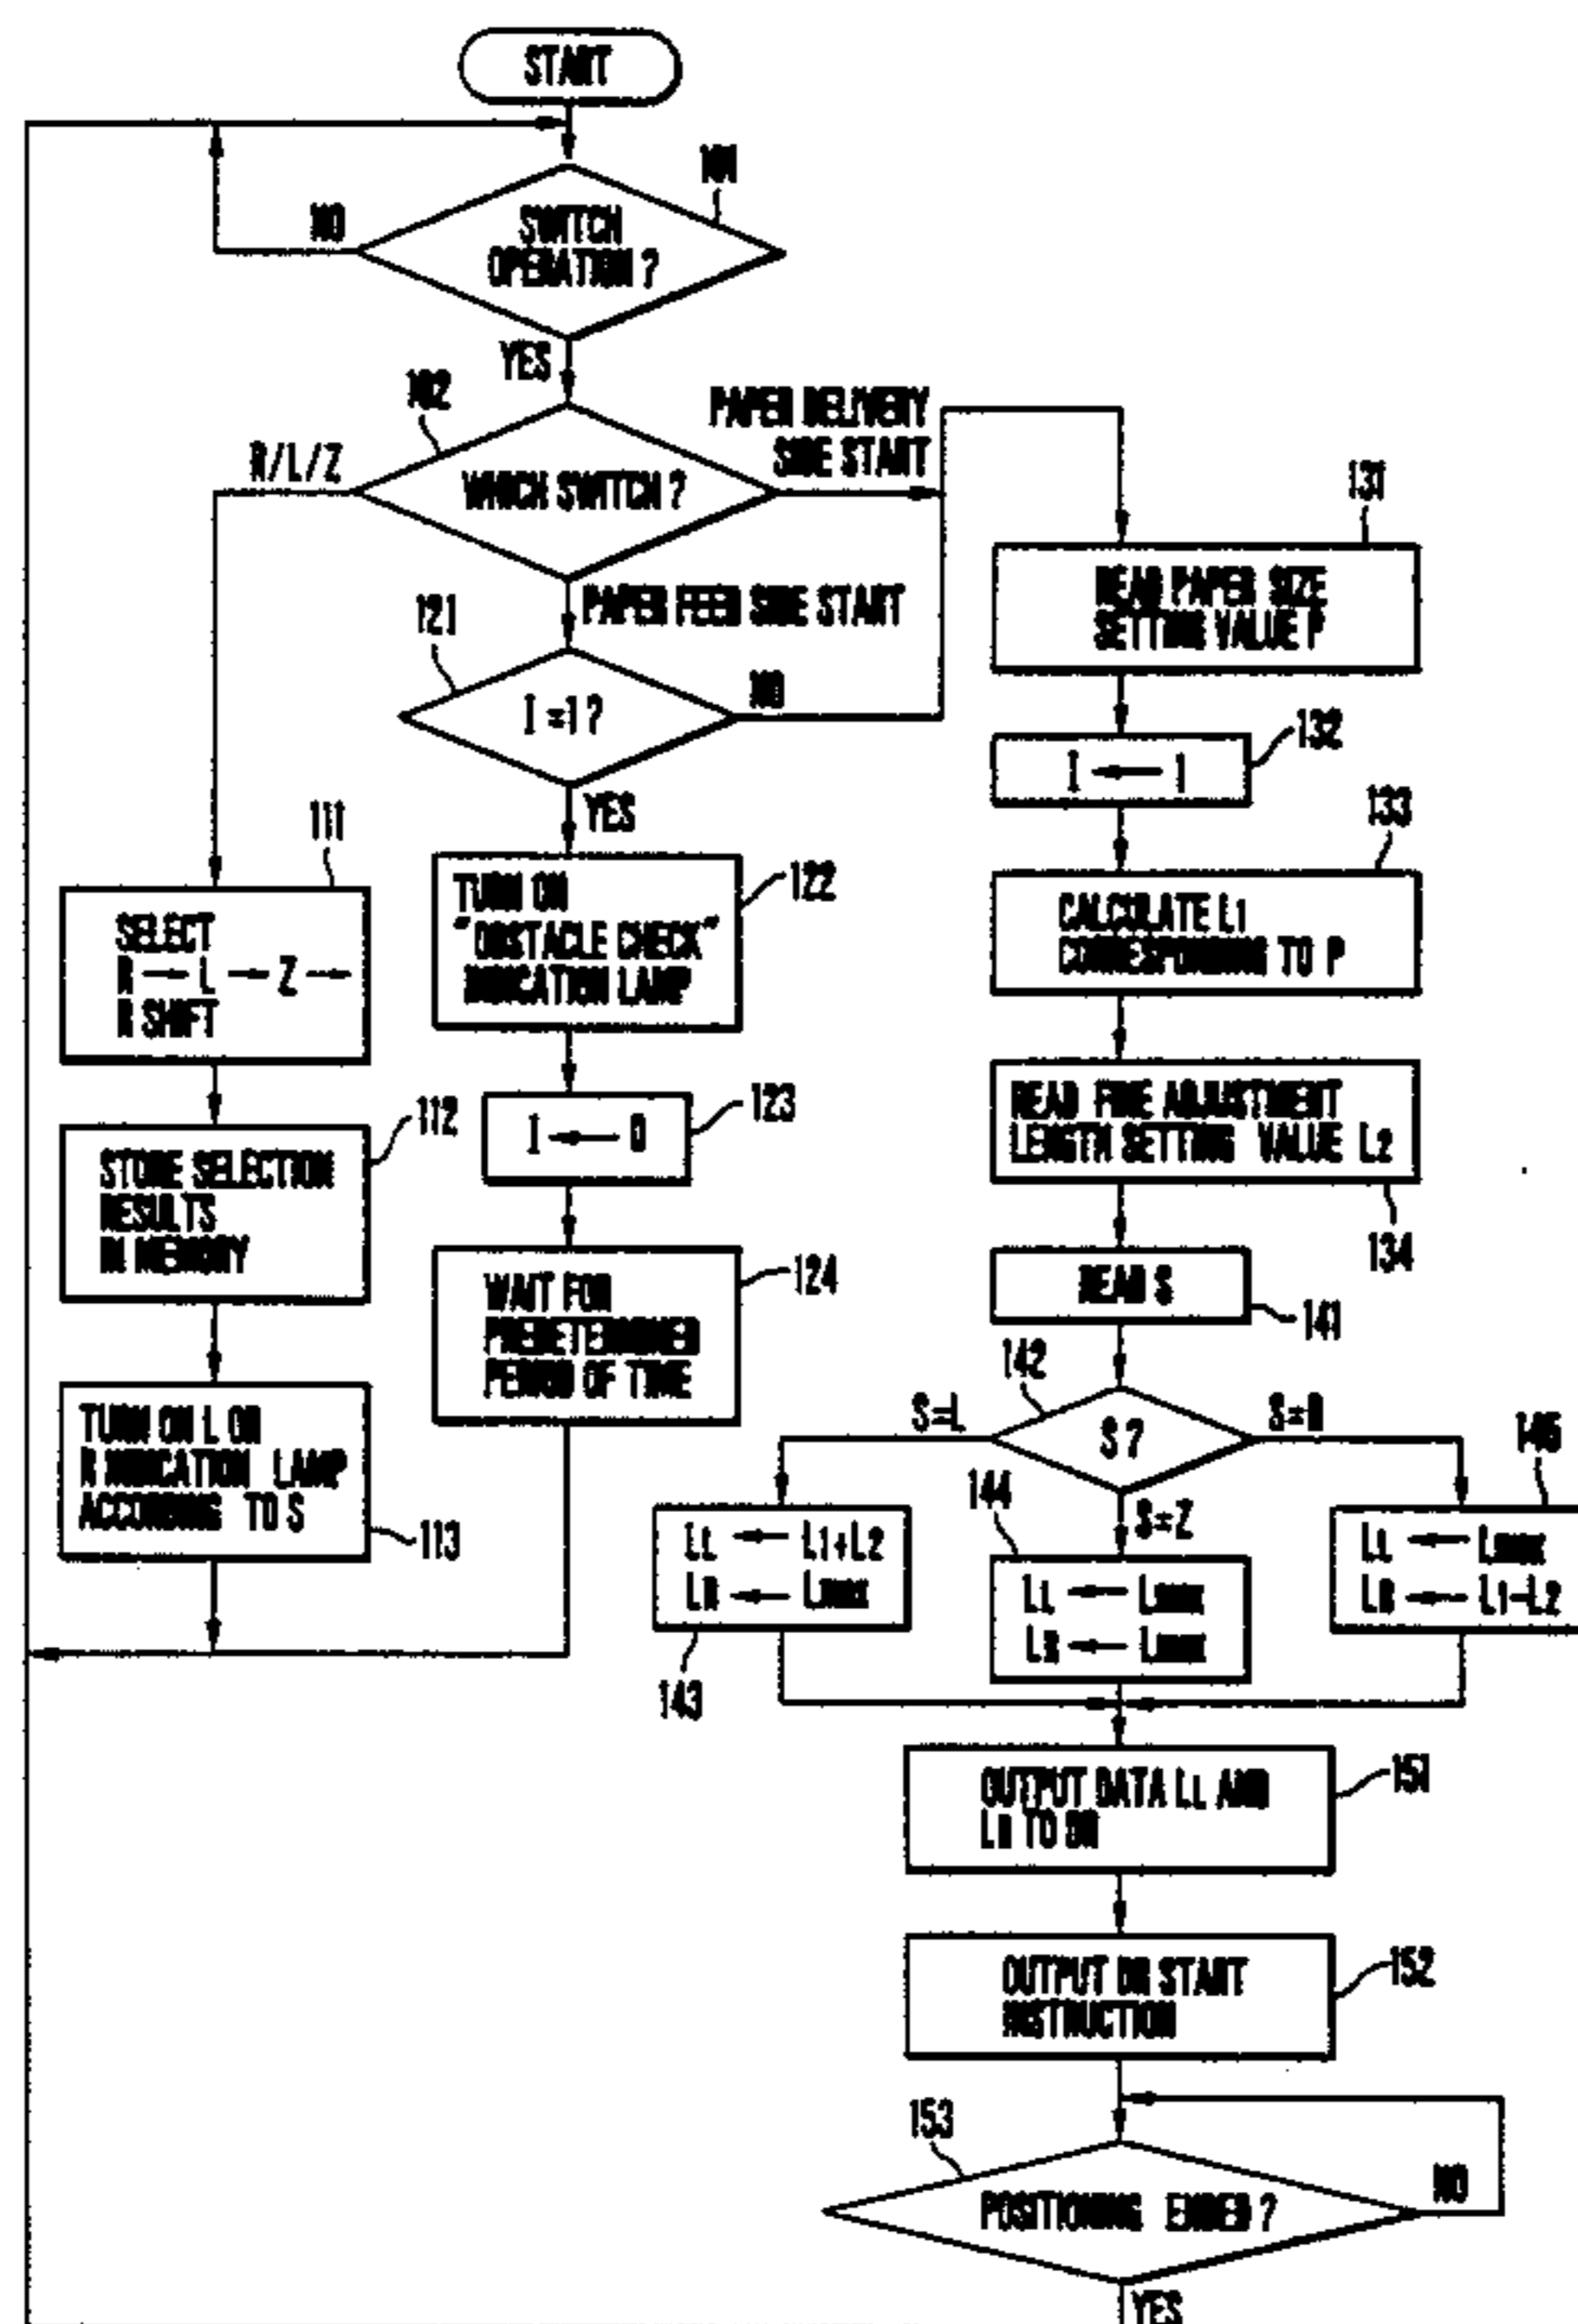 START
101
NO
SWITCH
OPERATION ?
YES
102
R/L/Z
WHICH SWITCH ?
PAPER DELIVERY
SIDE START
PAPER FEED SIDE START
121
I =1 ?
NO
YES
111
SELECT
R → L → Z →
R SHIFT
112
STORE SELECTION
RESULTS
IN MEMORY
TURN ON L OR
R INDICATION LAMP
ACCORDING TO S
113
TURN ON
"OBSTACLE CHECK"
INDICATION LAMP
122
I ← 0
123
WAIT FOR
PREDETERMINED
PERIOD OF TIME
124
131
READ PAPER SIZE
SETTING VALUE P
132
I ← 1
133
CALCULATE L1
CORRESPONDING TO P
READ FINE ADJUSTMENT
LENGTH SETTING VALUE L2
134
READ S
141
142
S ?
S=L
S=Z
S=R
LL ← L1+L2
LR ← Lmax
143
144
LL ← Lmax
LR ← Lmax
145
LL ← Lmax
LR ← L1-L2
OUTPUT DATA LL AND
LR TO DR
151
OUTPUT DR START
INSTRUCTION
152
153
POSITIONING ENDED ?
NO
YES